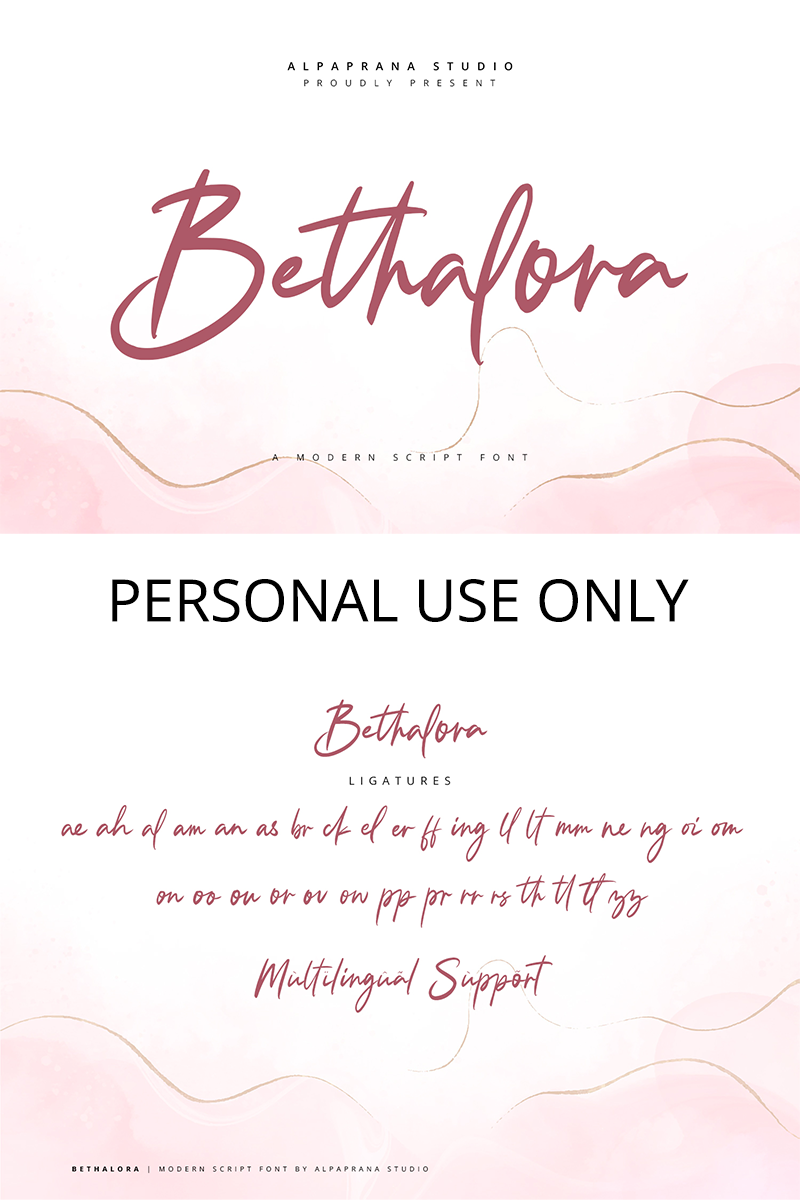 ALPAPRANA STUDIO
PROUDLY PRESENT
Bethalora
A MODERN SCRIPT FONT
PERSONAL USE ONLY
Bethalora
LIGATURES
ae ah al am an as br ck el er ff ing ll lt mm ne ng oi om
on oo ou or ov ow pp pr rr rs th tl tt zz
Mùltïlingûãl Sùppõrt
BETHALORA | MODERN SCRIPT FONT BY ALPAPRANA STUDIO